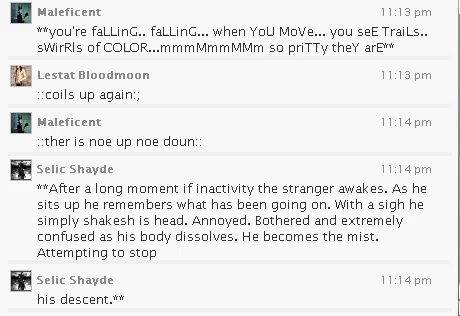 Maleficent 11:13 pm
**you're faLLinG.. faLLinG... when YoU MoVe... you seE TraiLs..
sWirRls of COLOR...mmmMmmMMm so priTTy theY arE**
Lestat Bloodmoon 11:13 pm
::coils up again:;
Maleficent 11:14 pm
::ther is noe up noe doun::
Selic Shayde 11:14 pm
**After a long moment if inactivity the stranger awakes. As he
sits up he remembers what has been going on. With a sigh he
simply shakesh is head. Annoyed. Bothered and extremely
confused as his body dissolves. He becomes the mist.
Attempting to stop
Selic Shayde 11:14 pm
his descent.**